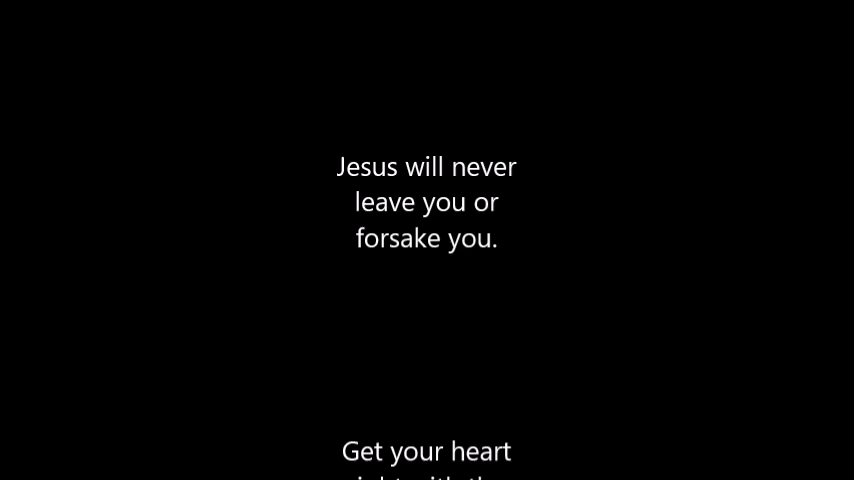 Jesus will never
leave you or
forsake you.
Get your heart